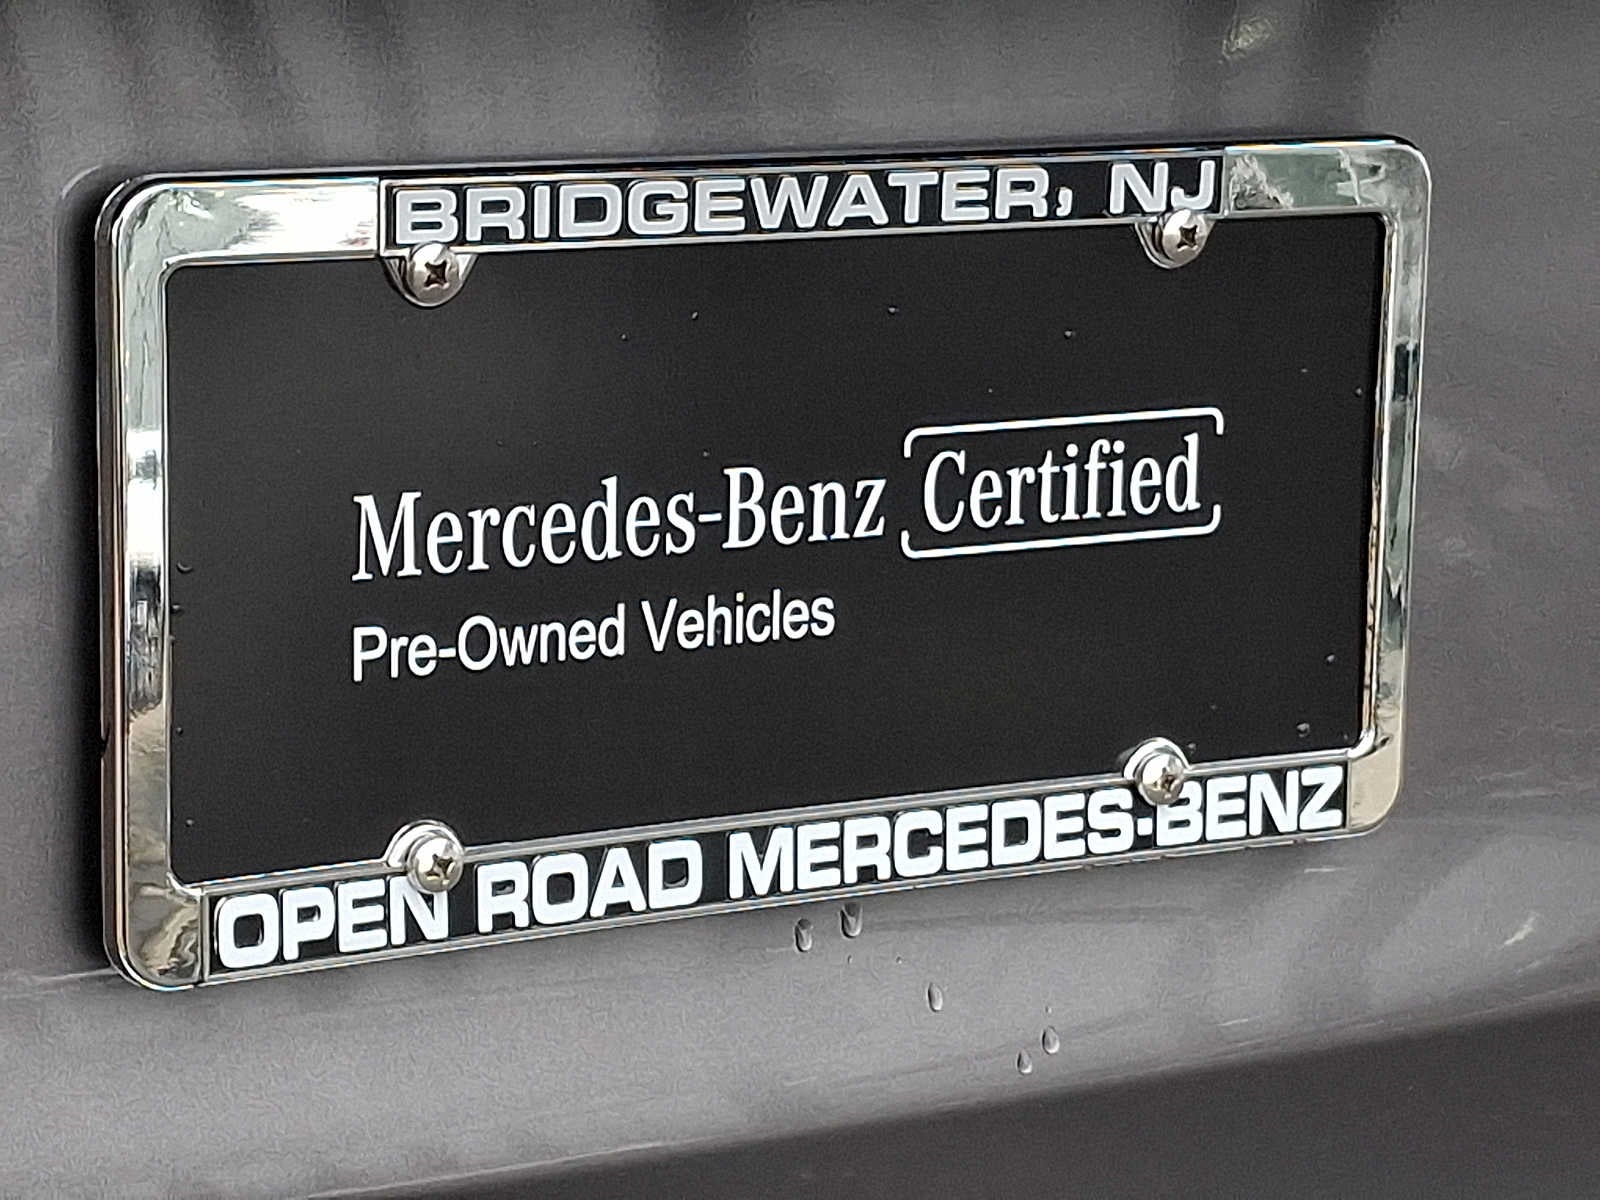 BRIDGEWATER, NJ
Mercedes-Benz Certified
Pre-Owned Vehicles
OPEN ROAD MERCEDES-BENZ